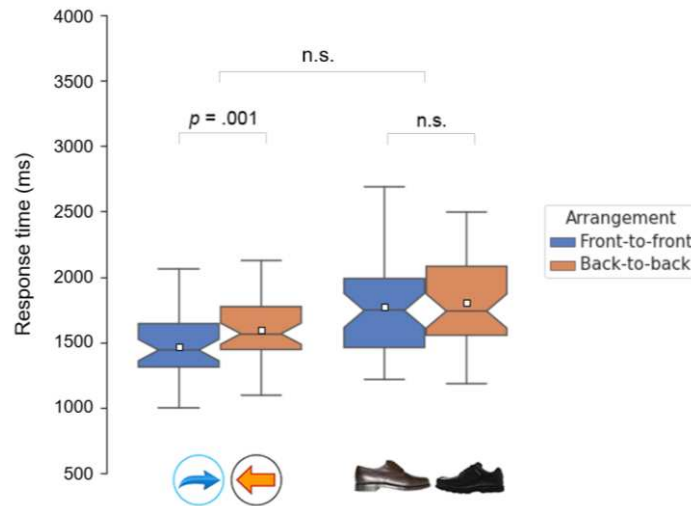 4000
n.s.
3500
p = .001
n.s.
3000
Response time (ms)
2500
Arrangement
Front-to-front
Back-to-back
2000
1500
1000
500